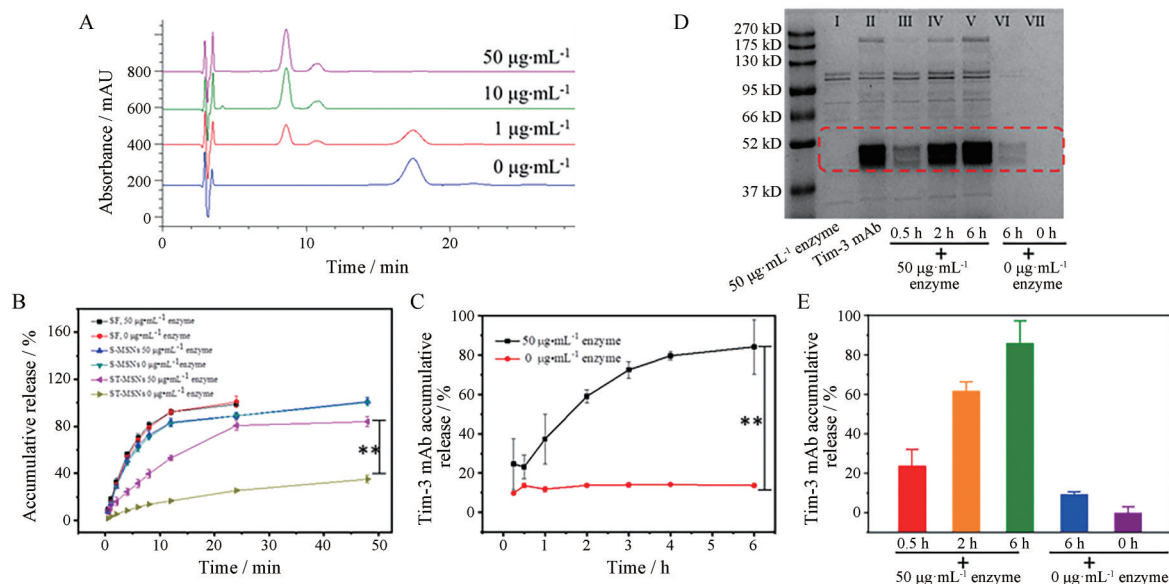 A
Absorbance / mAU
800
600
400
200
0
50 μg·mL⁻¹
10 μg·mL⁻¹
1 μg·mL⁻¹
0 μg·mL⁻¹
0
10
20
Time / min
D
270 kD
175 kD
130 kD
95 kD
66 kD
52 kD
37 kD
I II III IV V VI VII
50 μg·mL⁻¹ enzyme
Tim-3 mAb
0.5 h 2 h 6 h
+
50 μg·mL⁻¹
enzyme
6 h 0 h
+
0 μg·mL⁻¹
enzyme
B
Accumulative release / %
160
120
80
40
0
SF, 50 μg•mL⁻¹ enzyme
SF, 0 μg•mL⁻¹ enzyme
S-MSNs 50 μg•mL⁻¹ enzyme
S-MSNs 0 μg•mL⁻¹enzyme
ST-MSNs 50 μg•mL⁻¹ enzyme
ST-MSNs 0 μg•mL⁻¹ enzyme
**
0 10 20 30 40 50
Time / min
C
Tim-3 mAb accumulative
release / %
100
80
60
40
20
0
50 μg•mL⁻¹ enzyme
0 μg•mL⁻¹ enzyme
**
0 1 2 3 4 5 6
Time / h
E
Tim-3 mAb accumulative
release / %
100
80
60
40
20
0
0.5 h 2 h 6 h
+
50 μg·mL⁻¹ enzyme
6 h 0 h
+
0 μg·mL⁻¹ enzyme